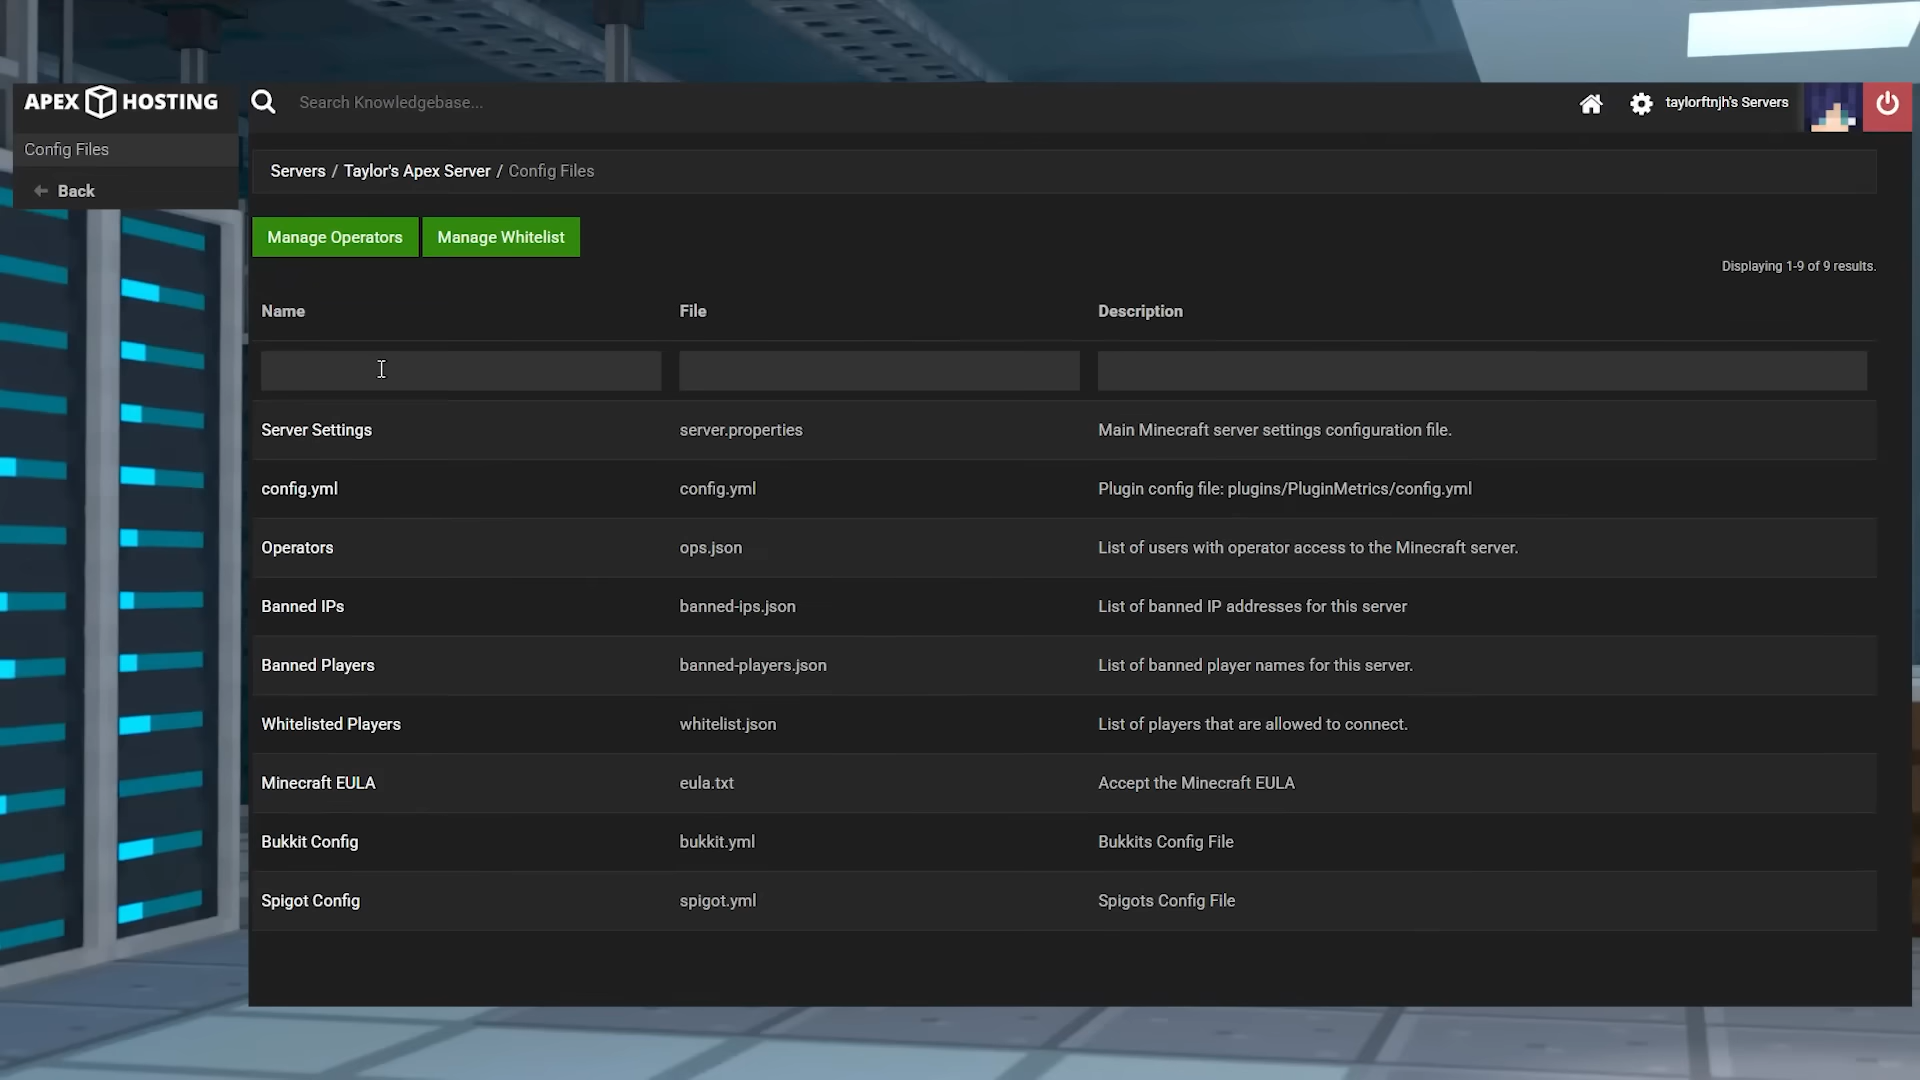 APEX HOSTING
Search Knowledgebase...
taylorftnjh's Servers
Config Files
Back
Servers / Taylor's Apex Server / Config Files
Manage Operators
Manage Whitelist
Displaying 1-9 of 9 results.
Name File Description
Server Settings server.properties Main Minecraft server settings configuration file.
config.yml config.yml Plugin config file: plugins/PluginMetrics/config.yml
Operators ops.json List of users with operator access to the Minecraft server.
Banned IPs banned-ips.json List of banned IP addresses for this server
Banned Players banned-players.json List of banned player names for this server.
Whitelisted Players whitelist.json List of players that are allowed to connect.
Minecraft EULA eula.txt Accept the Minecraft EULA
Bukkit Config bukkit.yml Bukkits Config File
Spigot Config spigot.yml Spigots Config File